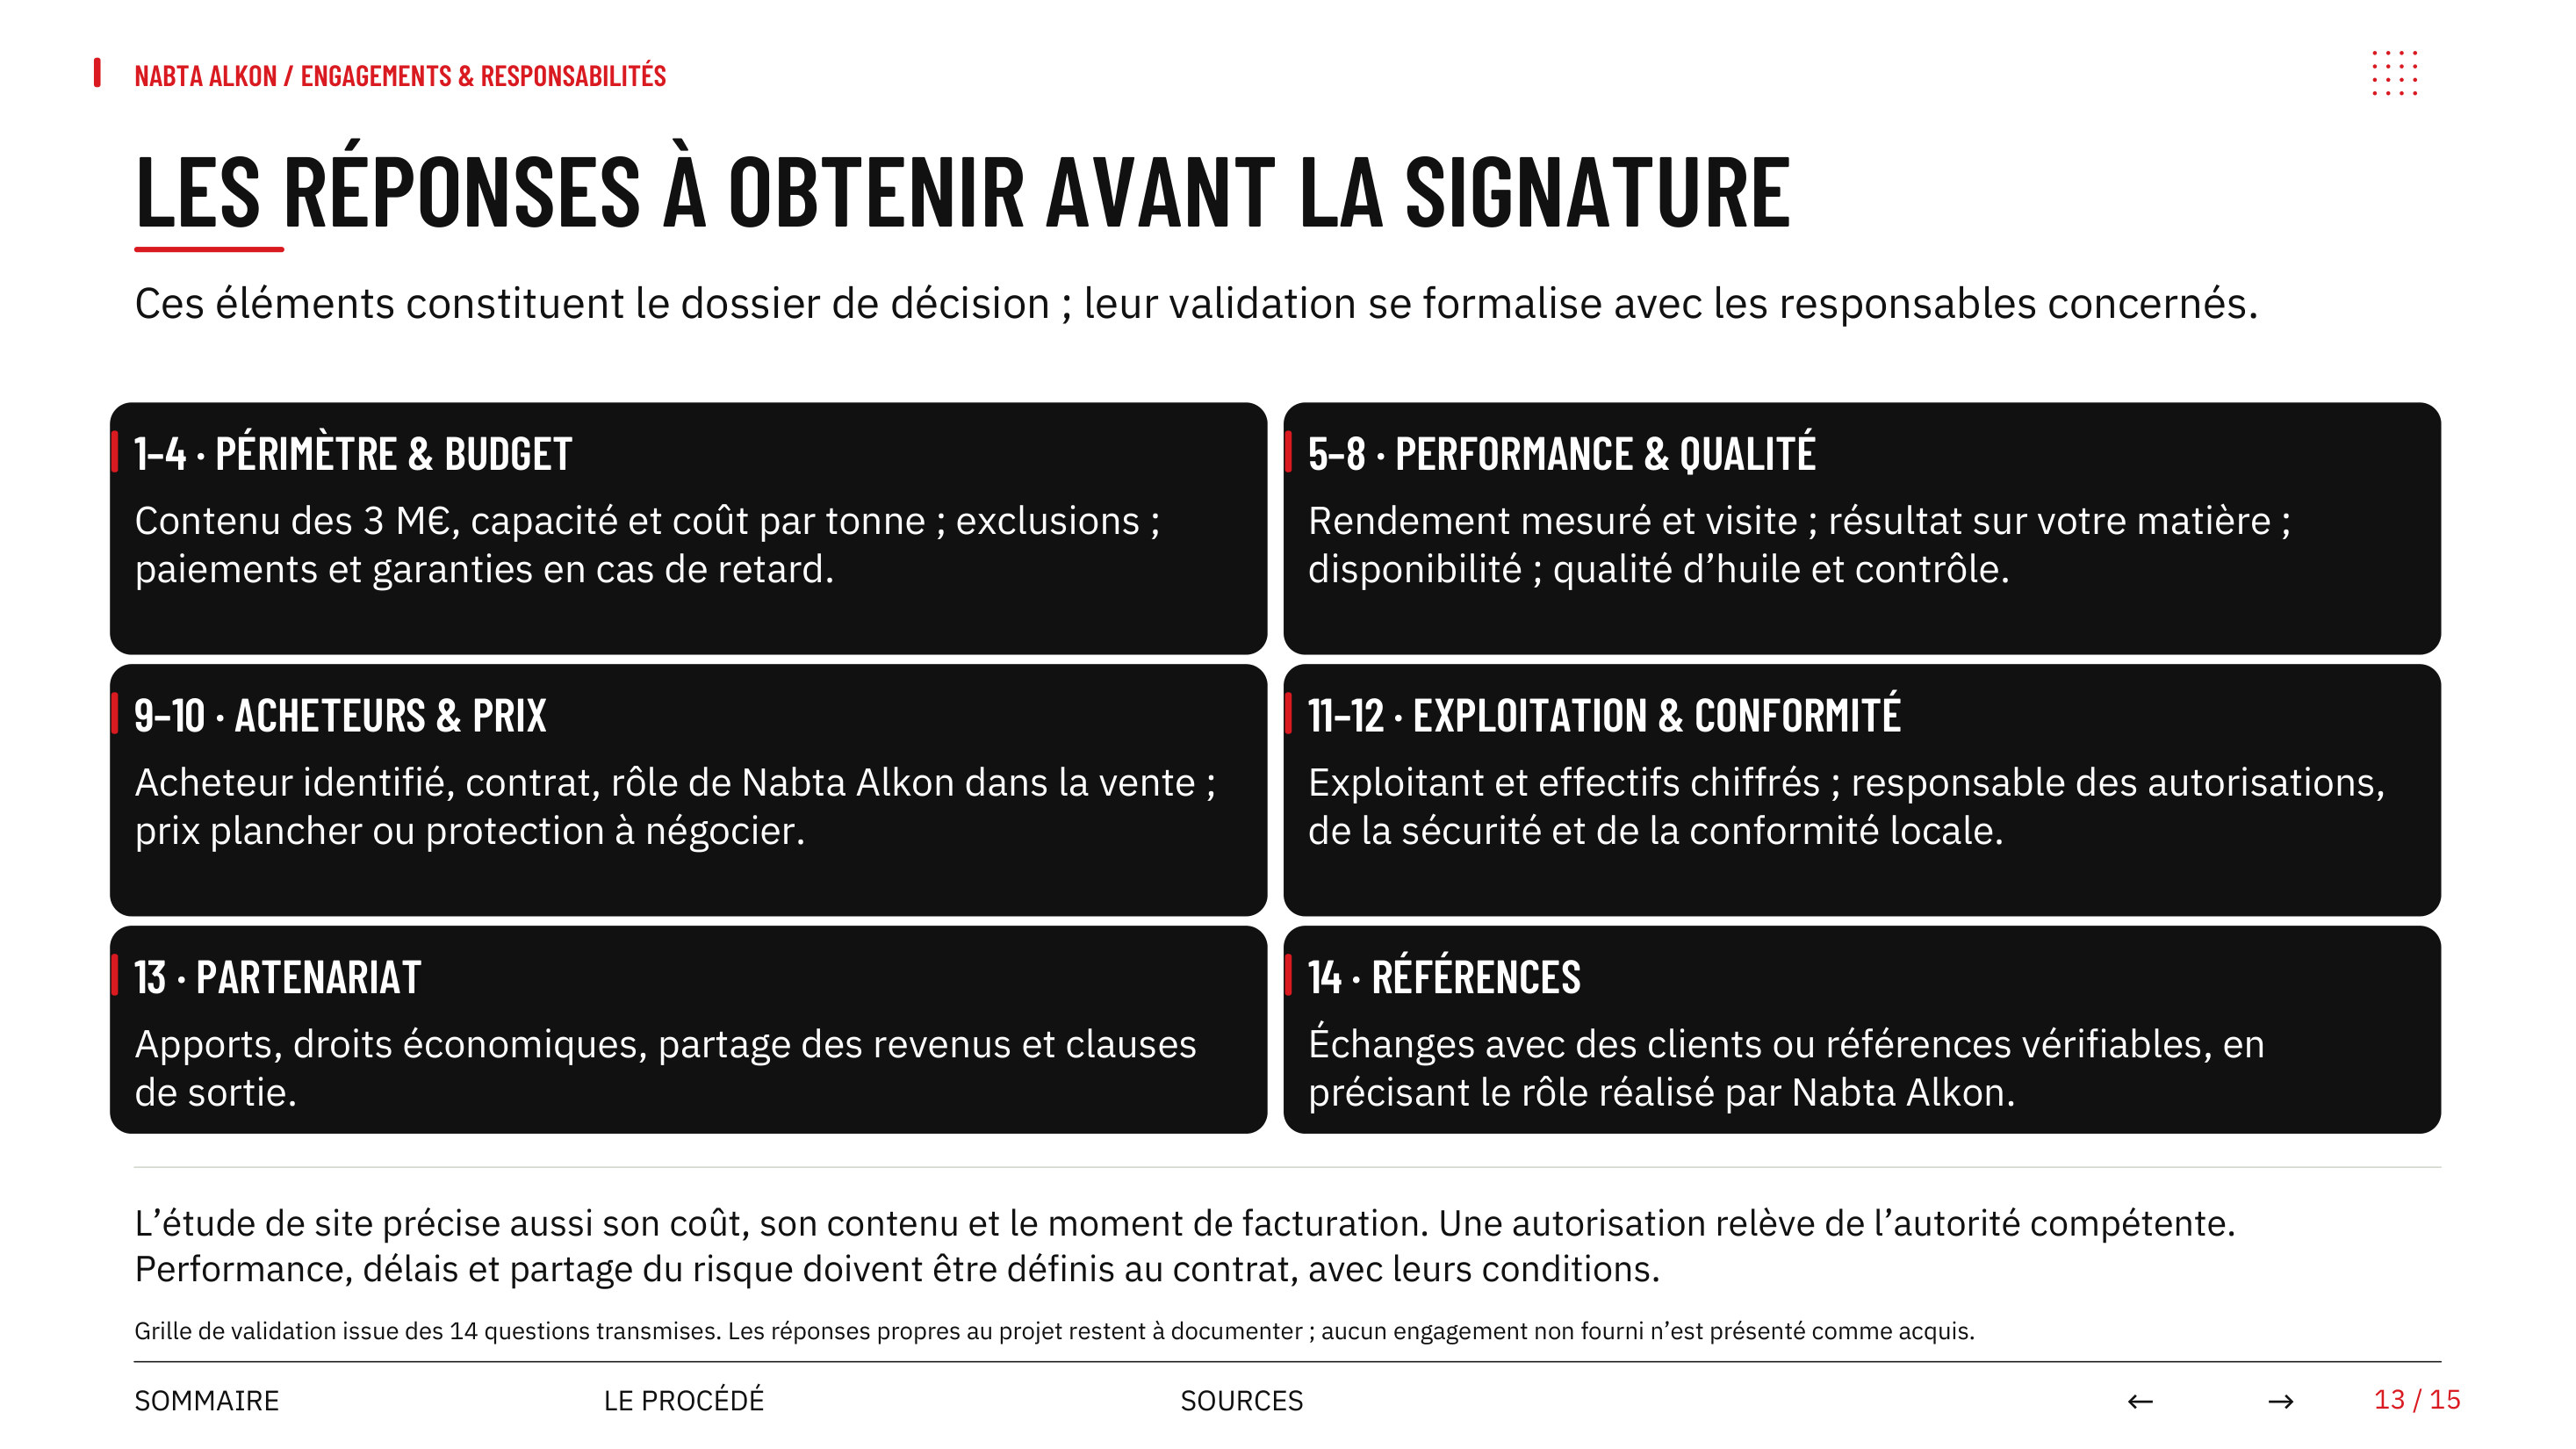 NABTA ALKON / ENGAGEMENTS & RESPONSABILITÉS
LES RÉPONSES À OBTENIR AVANT LA SIGNATURE
Ces éléments constituent le dossier de décision ; leur validation se formalise avec les responsables concernés.
1–4 · PÉRIMÈTRE & BUDGET
Contenu des 3 M€, capacité et coût par tonne ; exclusions ;
paiements et garanties en cas de retard.
5–8 · PERFORMANCE & QUALITÉ
Rendement mesuré et visite ; résultat sur votre matière ;
disponibilité ; qualité d’huile et contrôle.
9–10 · ACHETEURS & PRIX
Acheteur identifié, contrat, rôle de Nabta Alkon dans la vente ;
prix plancher ou protection à négocier.
11–12 · EXPLOITATION & CONFORMITÉ
Exploitant et effectifs chiffrés ; responsable des autorisations,
de la sécurité et de la conformité locale.
13 · PARTENARIAT
Apports, droits économiques, partage des revenus et clauses
de sortie.
14 · RÉFÉRENCES
Échanges avec des clients ou références vérifiables, en
précisant le rôle réalisé par Nabta Alkon.
L’étude de site précise aussi son coût, son contenu et le moment de facturation. Une autorisation relève de l’autorité compétente.
Performance, délais et partage du risque doivent être définis au contrat, avec leurs conditions.
Grille de validation issue des 14 questions transmises. Les réponses propres au projet restent à documenter ; aucun engagement non fourni n’est présenté comme acquis.
SOMMAIRE LE PROCÉDÉ SOURCES ← → 13 / 15